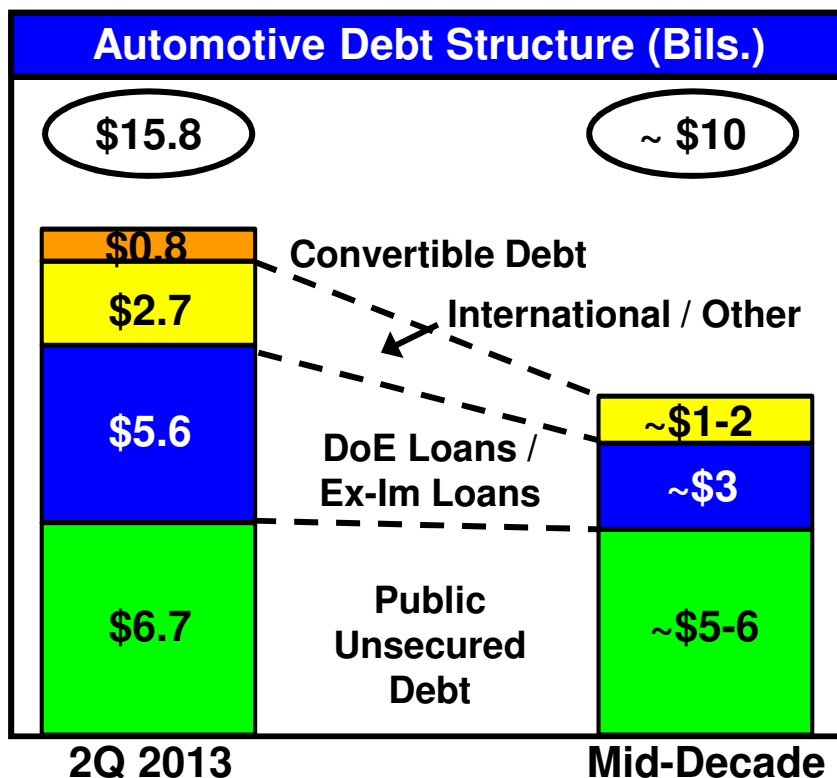 Automotive Debt Structure (Bils.)
$15.8
~ $10
$0.8
Convertible Debt
$2.7
International / Other
~$1-2
$5.6
DoE Loans /
Ex-Im Loans
~$3
$6.7
Public
Unsecured
Debt
~$5-6
2Q 2013
Mid-Decade